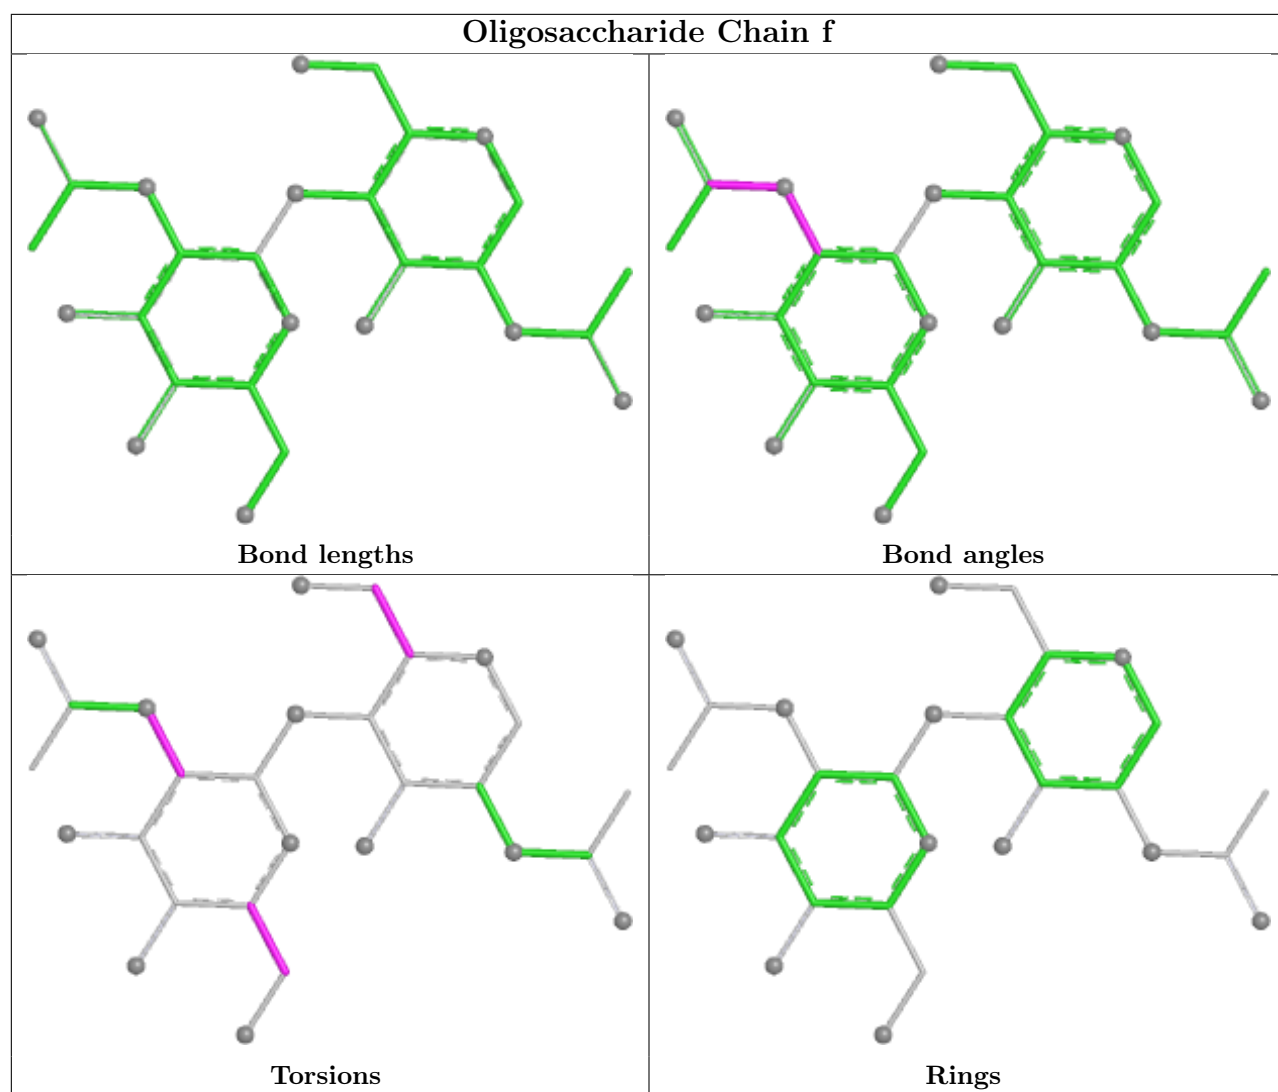 Oligosaccharide Chain f
Bond lengths
Bond angles
Torsions
Rings